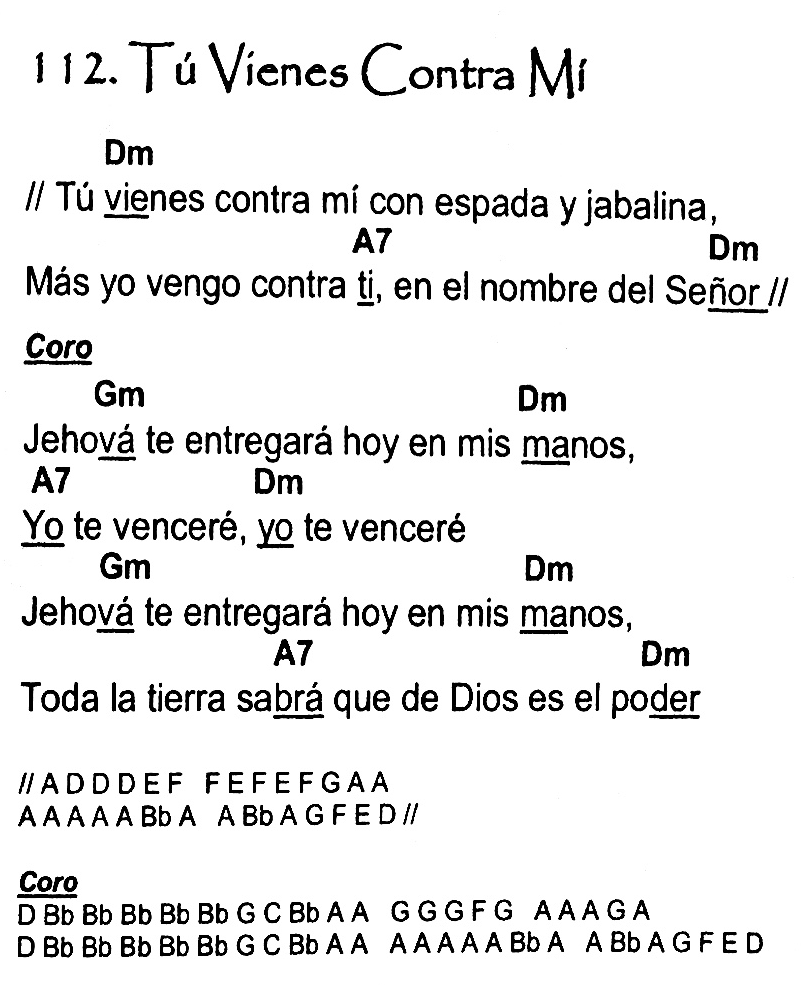 112. Tú Vienes Contra Mí
Dm
// Tú vienes contra mí con espada y jabalina,
A7 Dm
Más yo vengo contra ti, en el nombre del Señor //
Coro
Gm Dm
Jehová te entregará hoy en mis manos,
A7 Dm
Yo te venceré, yo te venceré
Gm Dm
Jehová te entregará hoy en mis manos,
A7 Dm
Toda la tierra sabrá que de Dios es el poder
//A D D D E F F E F E F G A A
A A A A A Bb A A Bb A G F E D//
Coro
D Bb Bb Bb Bb Bb G C Bb A A G G G F G A A A G A
D Bb Bb Bb Bb Bb G C Bb A A A A A A A Bb A A Bb A G F E D